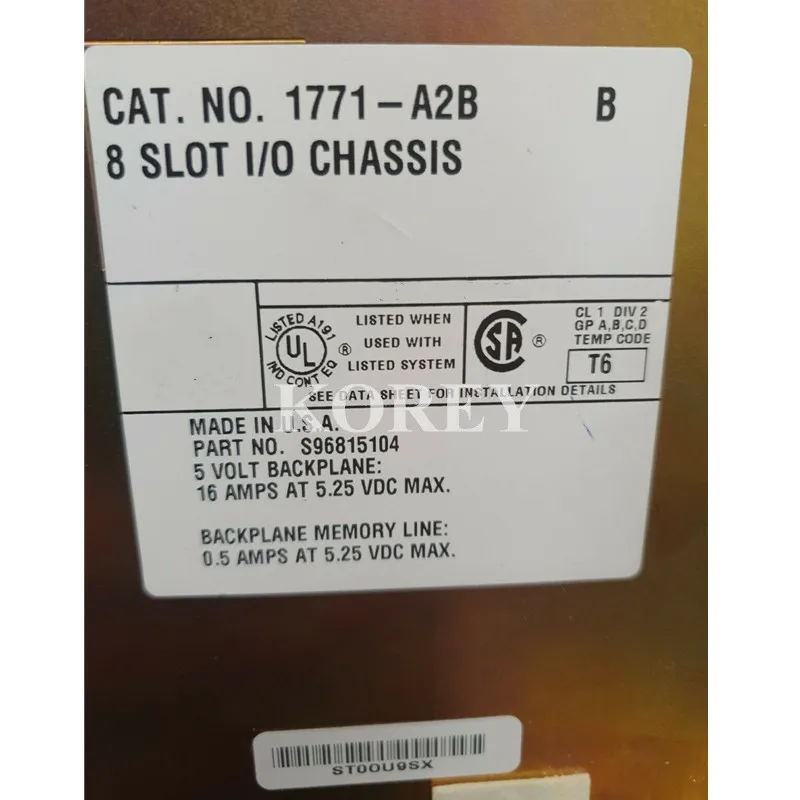 CAT. NO. 1771-A2B B
8 SLOT I/O CHASSIS
LISTED A191
UL
IND CONT EQ
®
LISTED WHEN
USED WITH
LISTED SYSTEM
SA
®
CL 1 DIV 2
GP A,B,C,D
TEMP CODE
T6
SEE DATA SHEET FOR INSTALLATION DETAILS
KOREY
MADE IN U.S.A.
PART NO. S96815104
5 VOLT BACKPLANE:
16 AMPS AT 5.25 VDC MAX.
BACKPLANE MEMORY LINE:
0.5 AMPS AT 5.25 VDC MAX.
ST00U9SX